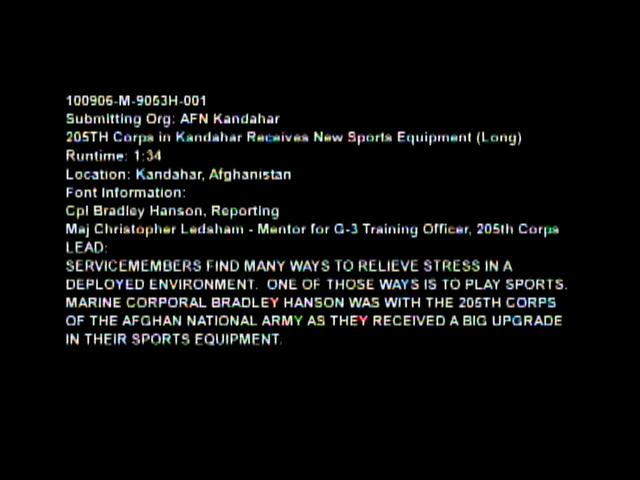 100906-M-9053H-001
Submitting Org: AFN Kandahar
205TH Corps in Kandahar Receives New Sports Equipment (Long)
Runtime: 1:34
Location: Kandahar, Afghanistan
Font Information:
Cpl Bradley Hanson, Reporting
Maj Christopher Ledsham - Mentor for G-3 Training Officer, 205th Corps
LEAD:
SERVICEMEMBERS FIND MANY WAYS TO RELIEVE STRESS IN A
DEPLOYED ENVIRONMENT. ONE OF THOSE WAYS IS TO PLAY SPORTS.
MARINE CORPORAL BRADLEY HANSON WAS WITH THE 205TH CORPS
OF THE AFGHAN NATIONAL ARMY AS THEY RECEIVED A BIG UPGRADE
IN THEIR SPORTS EQUIPMENT.